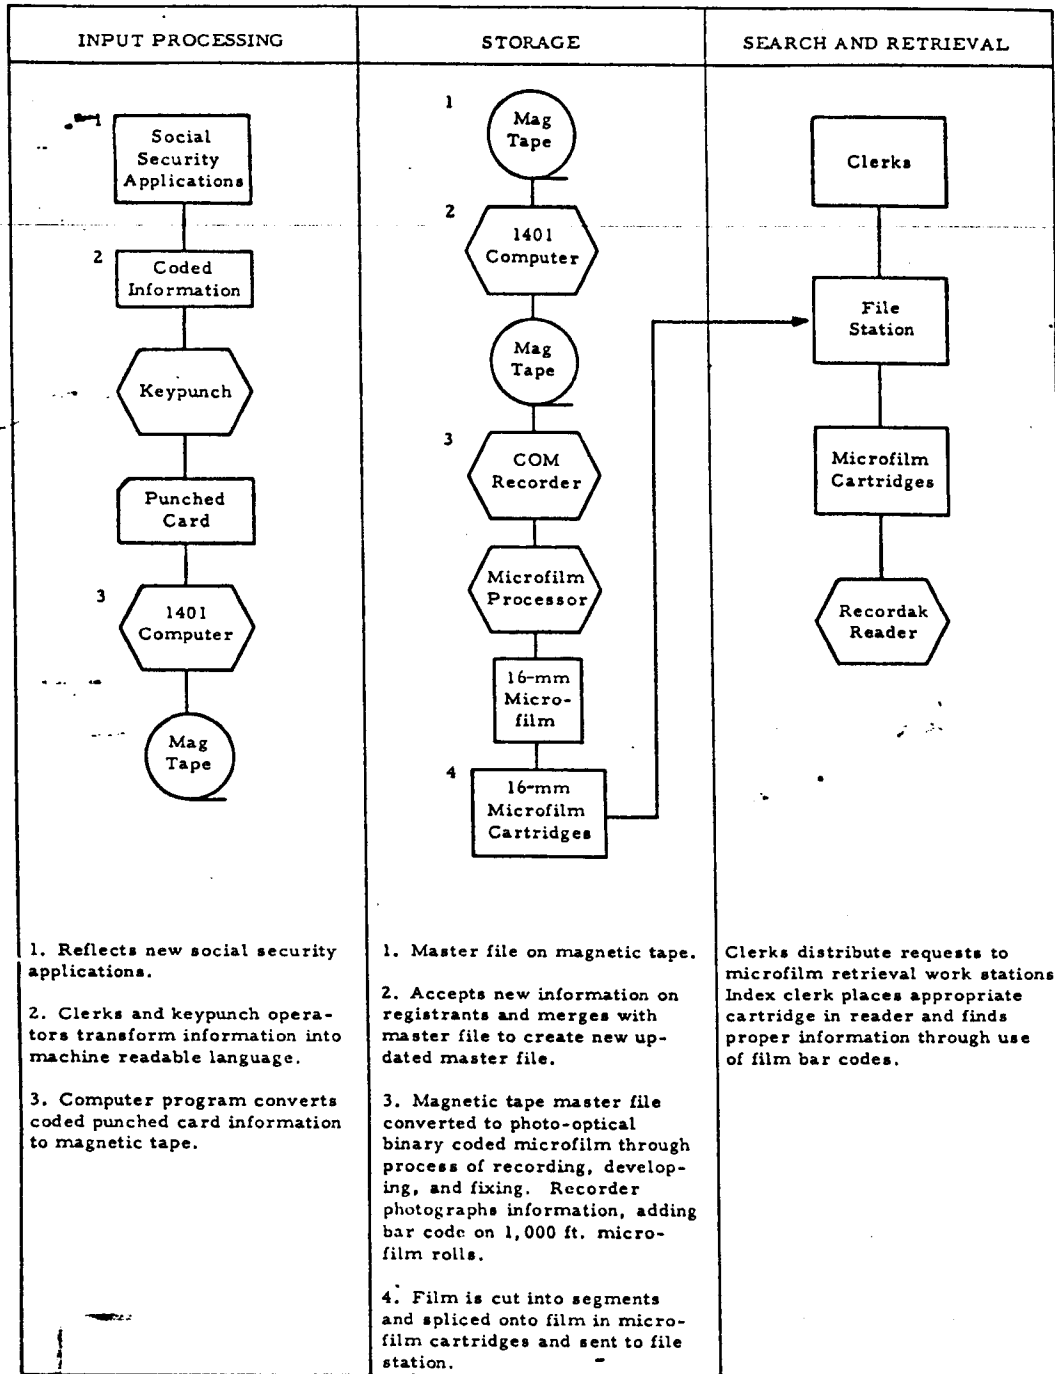 INPUT PROCESSING
STORAGE
SEARCH AND RETRIEVAL
1
Social
Security
Applications
2
Coded
Information
Keypunch
Punched
Card
3
1401
Computer
Mag
Tape
1
Mag
Tape
2
1401
Computer
Mag
Tape
3
COM
Recorder
Microfilm
Processor
16-mm
Micro-
film
4
16-mm
Microfilm
Cartridges
Clerks
File
Station
Microfilm
Cartridges
Recordak
Reader
1. Reflects new social security
applications.
2. Clerks and keypunch opera-
tors transform information into
machine readable language.
3. Computer program converts
coded punched card information
to magnetic tape.
1. Master file on magnetic tape.
2. Accepts new information on
registrants and merges with
master file to create new up-
dated master file.
3. Magnetic tape master file
converted to photo-optical
binary coded microfilm through
process of recording, develop-
ing, and fixing. Recorder
photographs information, adding
bar code on 1,000 ft. micro-
film rolls.
4. Film is cut into segments
and spliced onto film in micro-
film cartridges and sent to file
station.
Clerks distribute requests to
microfilm retrieval work stations
Index clerk places appropriate
cartridge in reader and finds
proper information through use
of film bar codes.